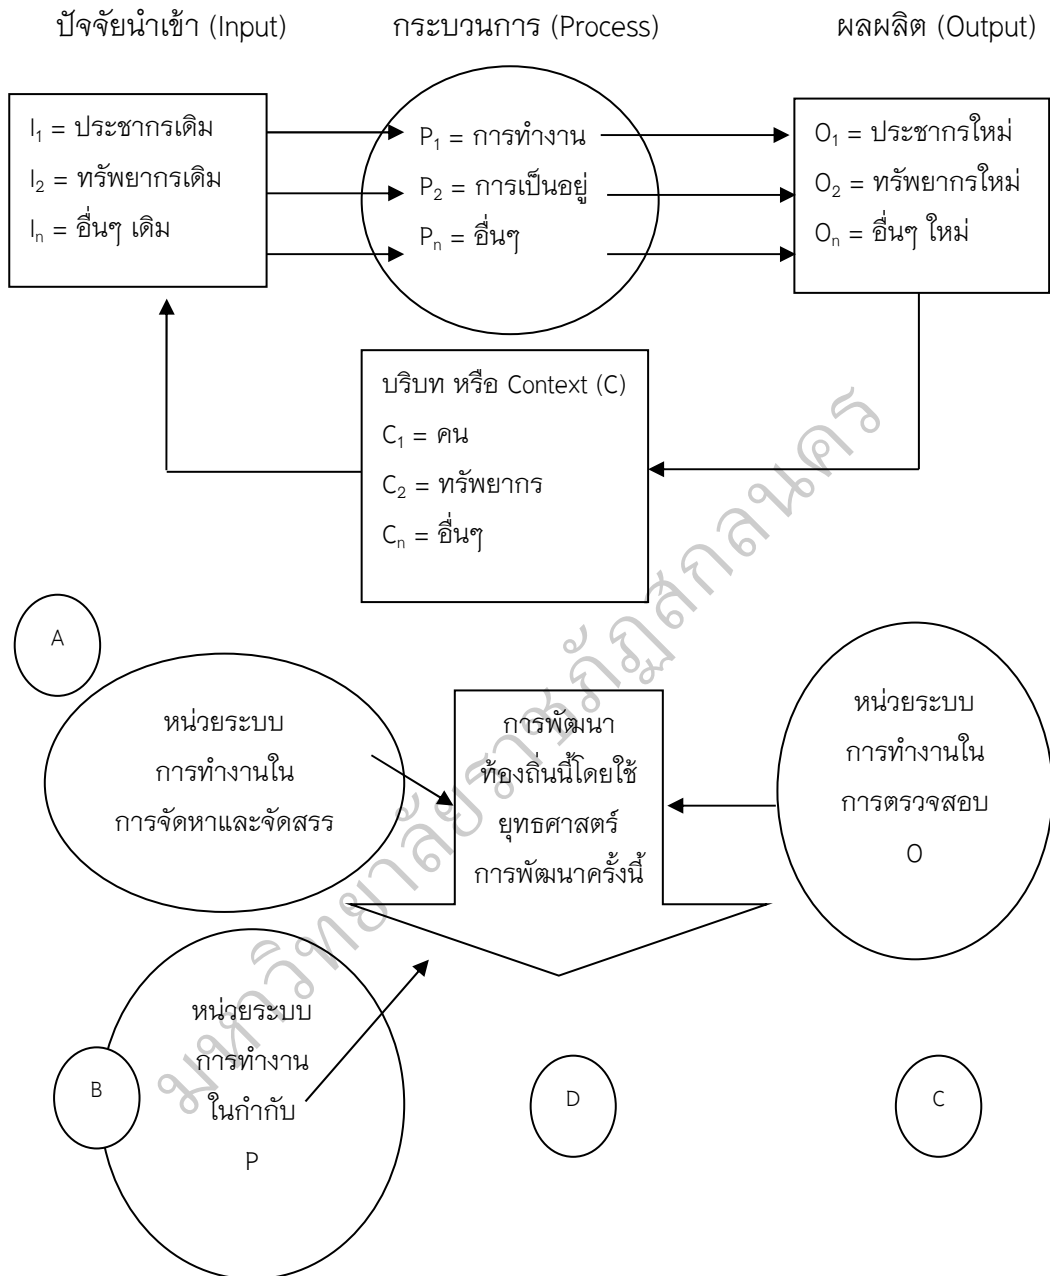 ปัจจัยนำเข้า (Input) กระบวนการ (Process) ผลผลิต (Output)
I1 = ประชากรเดิม
I2 = ทรัพยากรเดิม
In = อื่นๆ เดิม
P1 = การทำงาน
P2 = การเป็นอยู่
Pn = อื่นๆ
O1 = ประชากรใหม่
O2 = ทรัพยากรใหม่
On = อื่นๆ ใหม่
บริบท หรือ Context (C)
C1 = คน
C2 = ทรัพยากร
Cn = อื่นๆ
A
หน่วยระบบ
การทำงานใน
การจัดหาและจัดสรร
การพัฒนา
ท้องถิ่นนี้โดยใช้
ยุทธศาสตร์
การพัฒนาครั้งนี้
หน่วยระบบ
การทำงานใน
การตรวจสอบ
O
หน่วยระบบ
การทำงาน
ในกำกับ
P
B
D
C
มหาวิทยาลัยราชภัฏสกลนคร